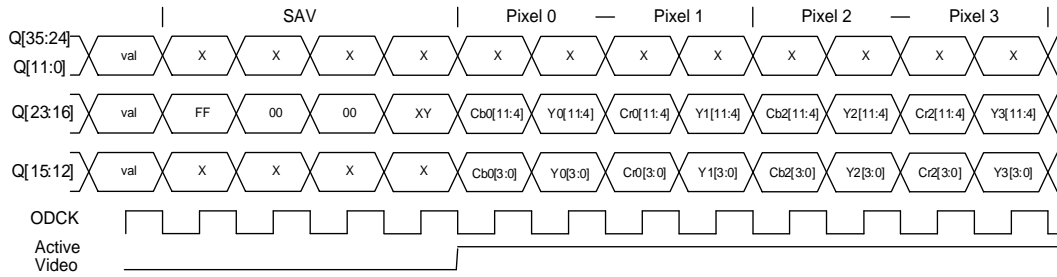 SAV Pixel 0 — Pixel 1 Pixel 2 — Pixel 3
Q[35:24]
Q[11:0] val X X X X X X X X X X X X
Q[23:16] val FF 00 00 XY Cb0[11:4] Y0[11:4] Cr0[11:4] Y1[11:4] Cb2[11:4] Y2[11:4] Cr2[11:4] Y3[11:4]
Q[15:12] val X X X X Cb0[3:0] Y0[3:0] Cr0[3:0] Y1[3:0] Cb2[3:0] Y2[3:0] Cr2[3:0] Y3[3:0]
ODCK
Active
Video